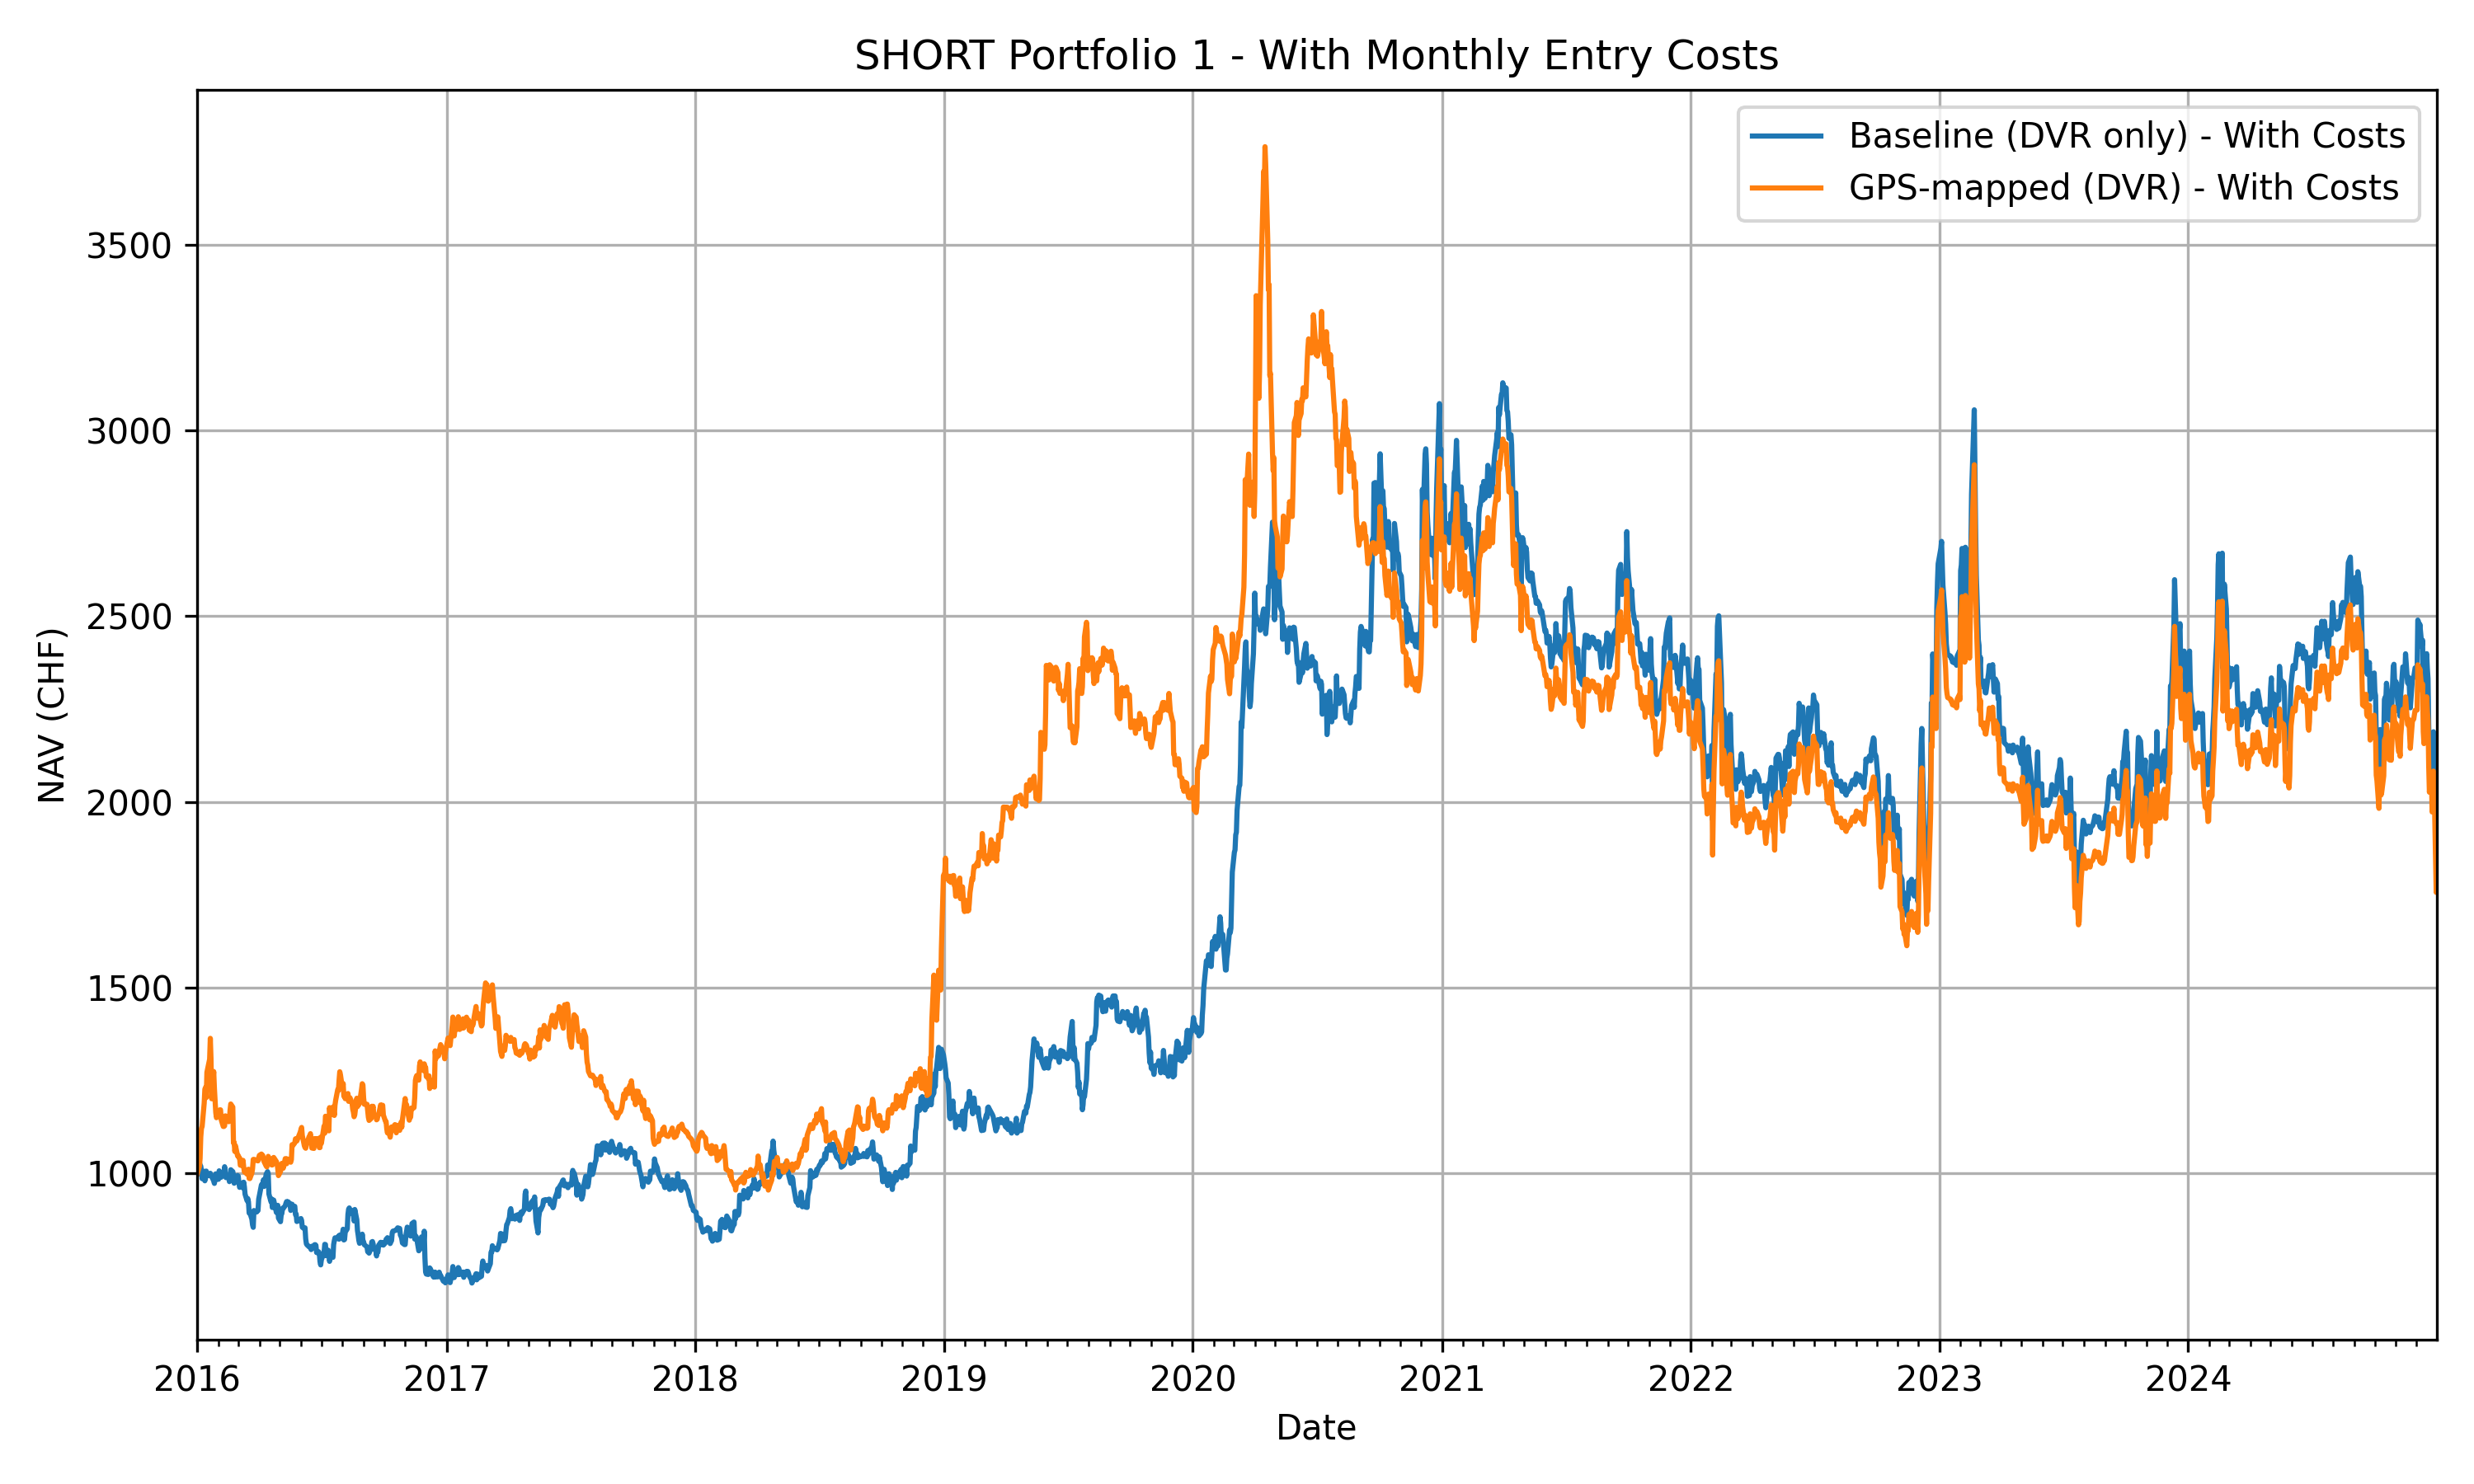 SHORT Portfolio 1 - With Monthly Entry Costs
Baseline (DVR only) - With Costs
GPS-mapped (DVR) - With Costs
NAV (CHF)
3500
3000
2500
2000
1500
1000
2016 2017 2018 2019 2020 2021 2022 2023 2024
Date